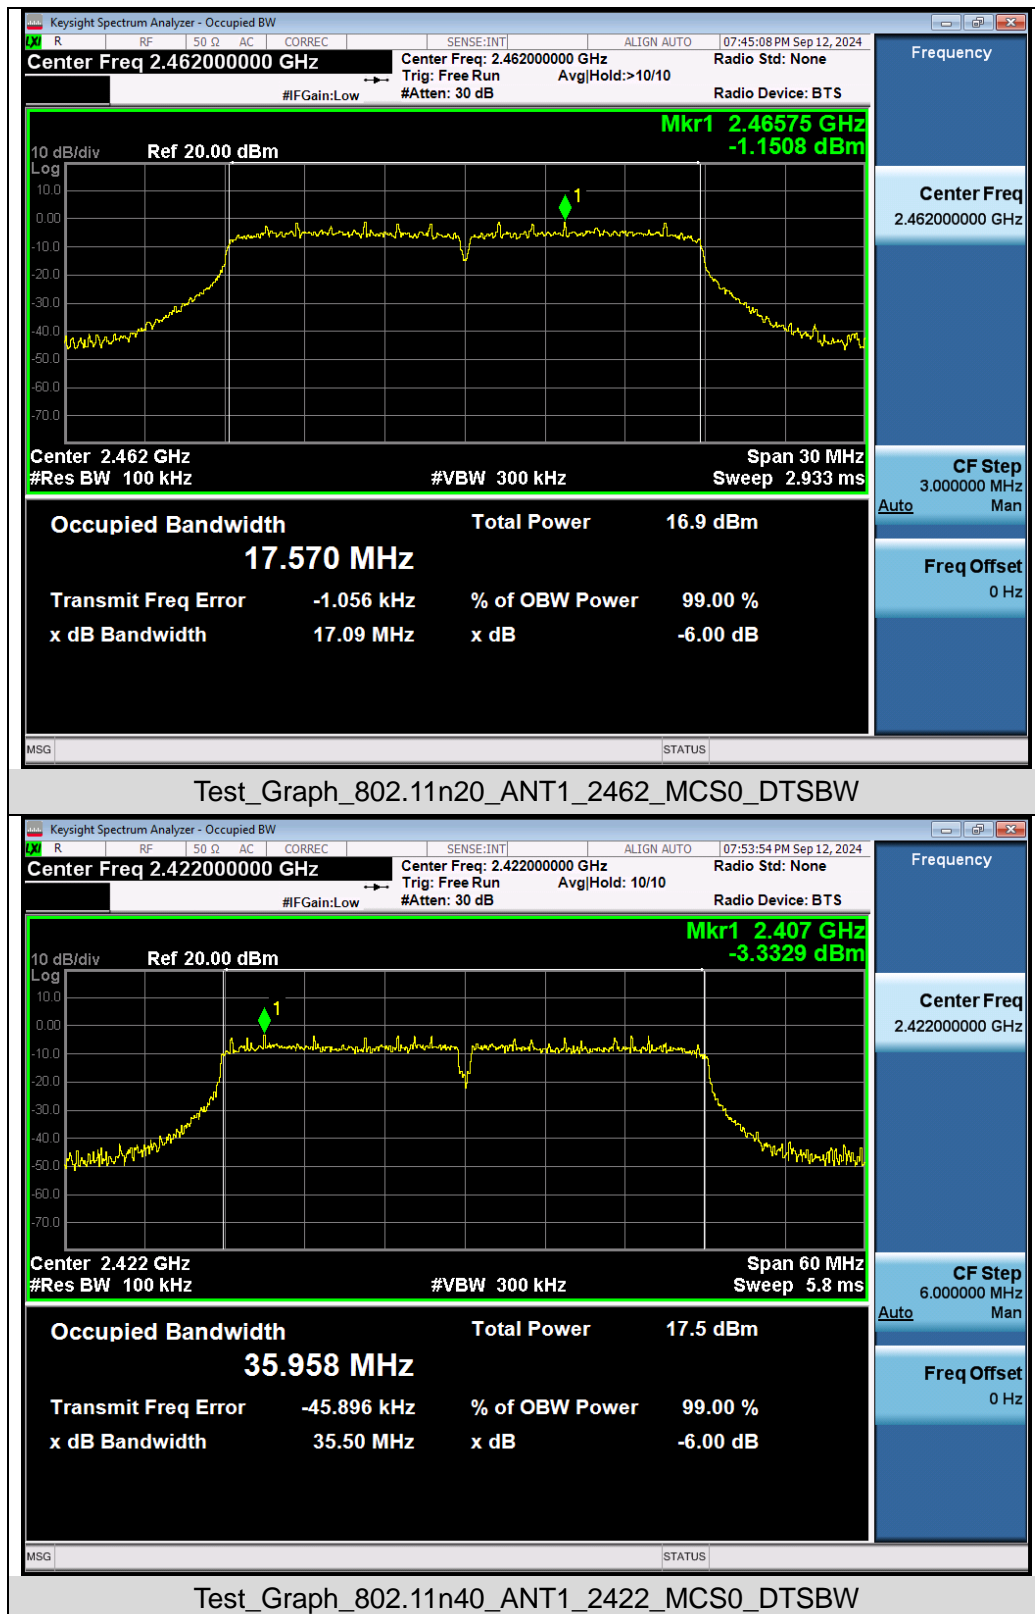 Keysight Spectrum Analyzer - Occupied BW
LXI R RF 50 Ω AC CORREC SENSE:INT ALIGN AUTO 07:45:08 PM Sep 12, 2024
Center Freq 2.462000000 GHz
Center Freq: 2.462000000 GHz
Radio Std: None
Trig: Free Run Avg|Hold:>10/10
#IFGain:Low #Atten: 30 dB Radio Device: BTS
Frequency
Mkr1 2.46575 GHz
-1.1508 dBm
10 dB/div Ref 20.00 dBm
Log
10.0
0.00
-10.0
-20.0
-30.0
-40.0
-50.0
-60.0
-70.0
1
Center Freq
2.462000000 GHz
Center 2.462 GHz Span 30 MHz
#Res BW 100 kHz #VBW 300 kHz Sweep 2.933 ms
CF Step
3.000000 MHz
Auto Man
Occupied Bandwidth Total Power 16.9 dBm
17.570 MHz
Transmit Freq Error -1.056 kHz % of OBW Power 99.00 %
x dB Bandwidth 17.09 MHz x dB -6.00 dB
Freq Offset
0 Hz
MSG STATUS
Test_Graph_802.11n20_ANT1_2462_MCS0_DTSBW
Keysight Spectrum Analyzer - Occupied BW
LXI R RF 50 Ω AC CORREC SENSE:INT ALIGN AUTO 07:53:54 PM Sep 12, 2024
Center Freq 2.422000000 GHz
Center Freq: 2.422000000 GHz
Radio Std: None
Trig: Free Run Avg|Hold: 10/10
#IFGain:Low #Atten: 30 dB Radio Device: BTS
Frequency
Mkr1 2.407 GHz
-3.3329 dBm
10 dB/div Ref 20.00 dBm
Log
10.0
0.00
-10.0
-20.0
-30.0
-40.0
-50.0
-60.0
-70.0
1
Center Freq
2.422000000 GHz
Center 2.422 GHz Span 60 MHz
#Res BW 100 kHz #VBW 300 kHz Sweep 5.8 ms
CF Step
6.000000 MHz
Auto Man
Occupied Bandwidth Total Power 17.5 dBm
35.958 MHz
Transmit Freq Error -45.896 kHz % of OBW Power 99.00 %
x dB Bandwidth 35.50 MHz x dB -6.00 dB
Freq Offset
0 Hz
MSG STATUS
Test_Graph_802.11n40_ANT1_2422_MCS0_DTSBW